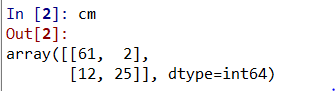 In [2]: cm
Out[2]:
array([[61,  2],
       [12, 25]], dtype=int64)